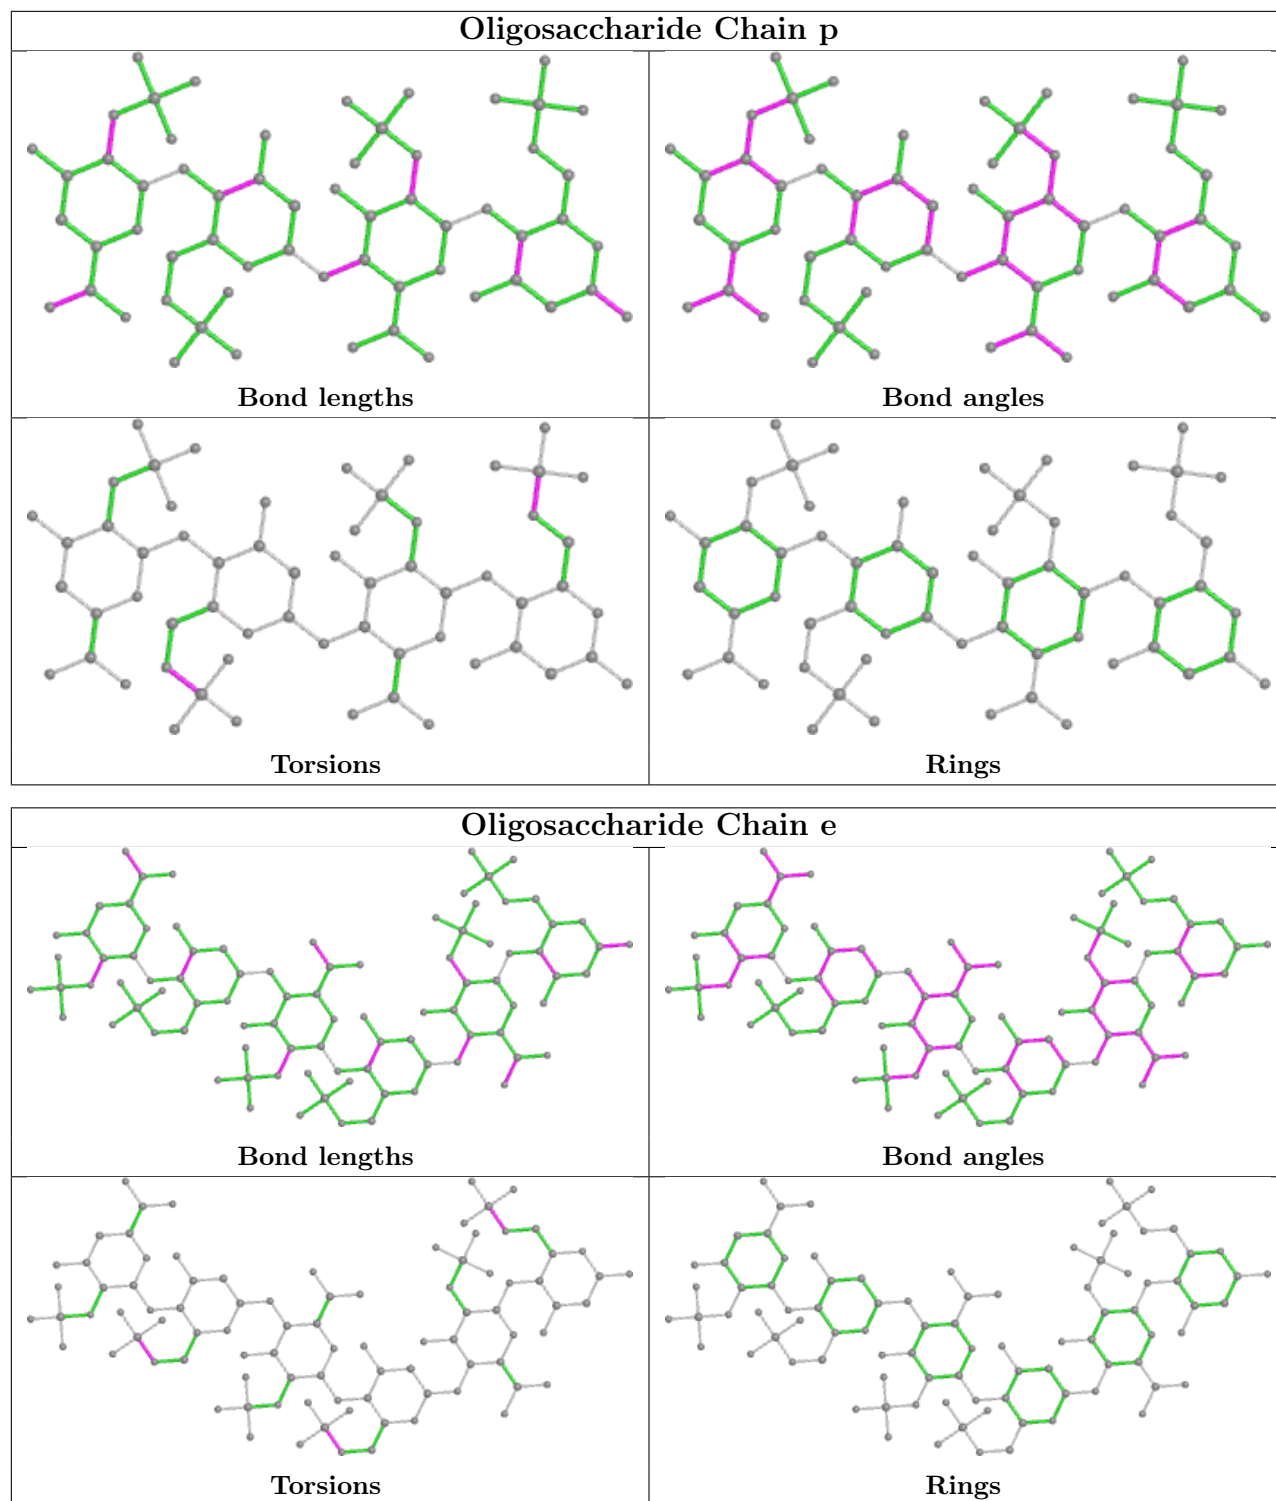 Oligosaccharide Chain p
Bond lengths
Bond angles
Torsions
Rings
Oligosaccharide Chain e
Bond lengths
Bond angles
Torsions
Rings